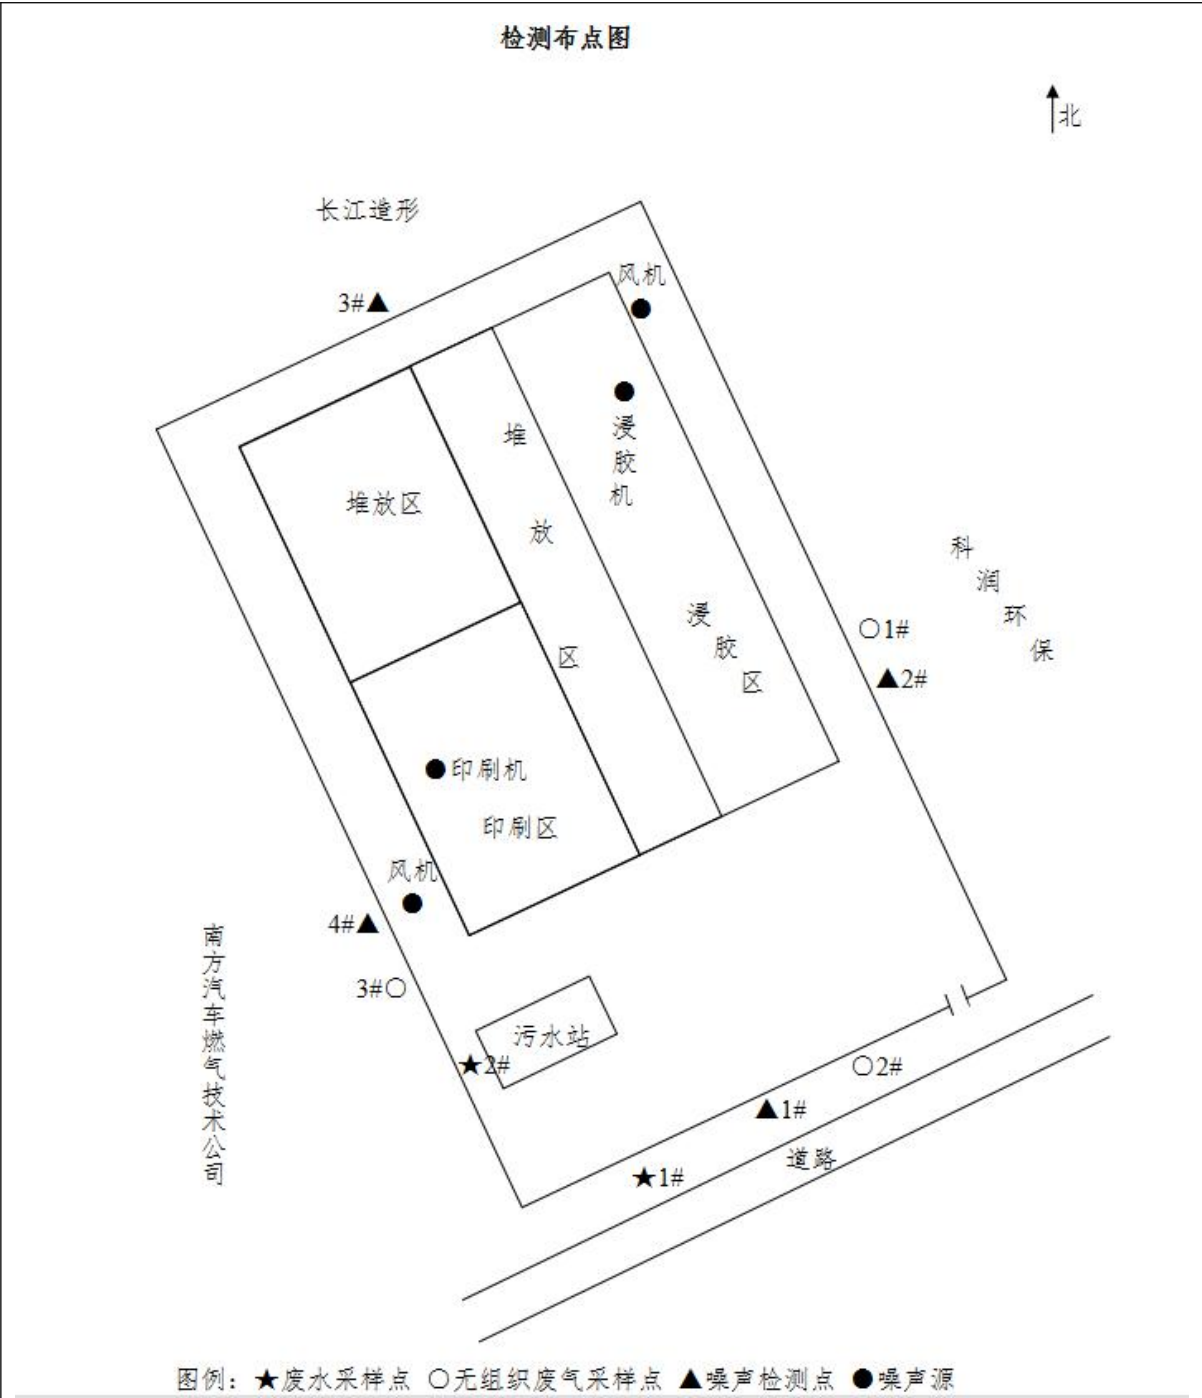 检测布点图
北
长江造形
风机
3#▲
浸胶机
堆放区
堆放区
科润环保
○1#
浸胶区
▲2#
●印刷机
印刷区
风机
4#▲
南方汽车燃气技术公司
3#○
污水站
★2#
○2#
▲1#
道路
★1#
图例：★废水采样点 ○无组织废气采样点 ▲噪声检测点 ●噪声源